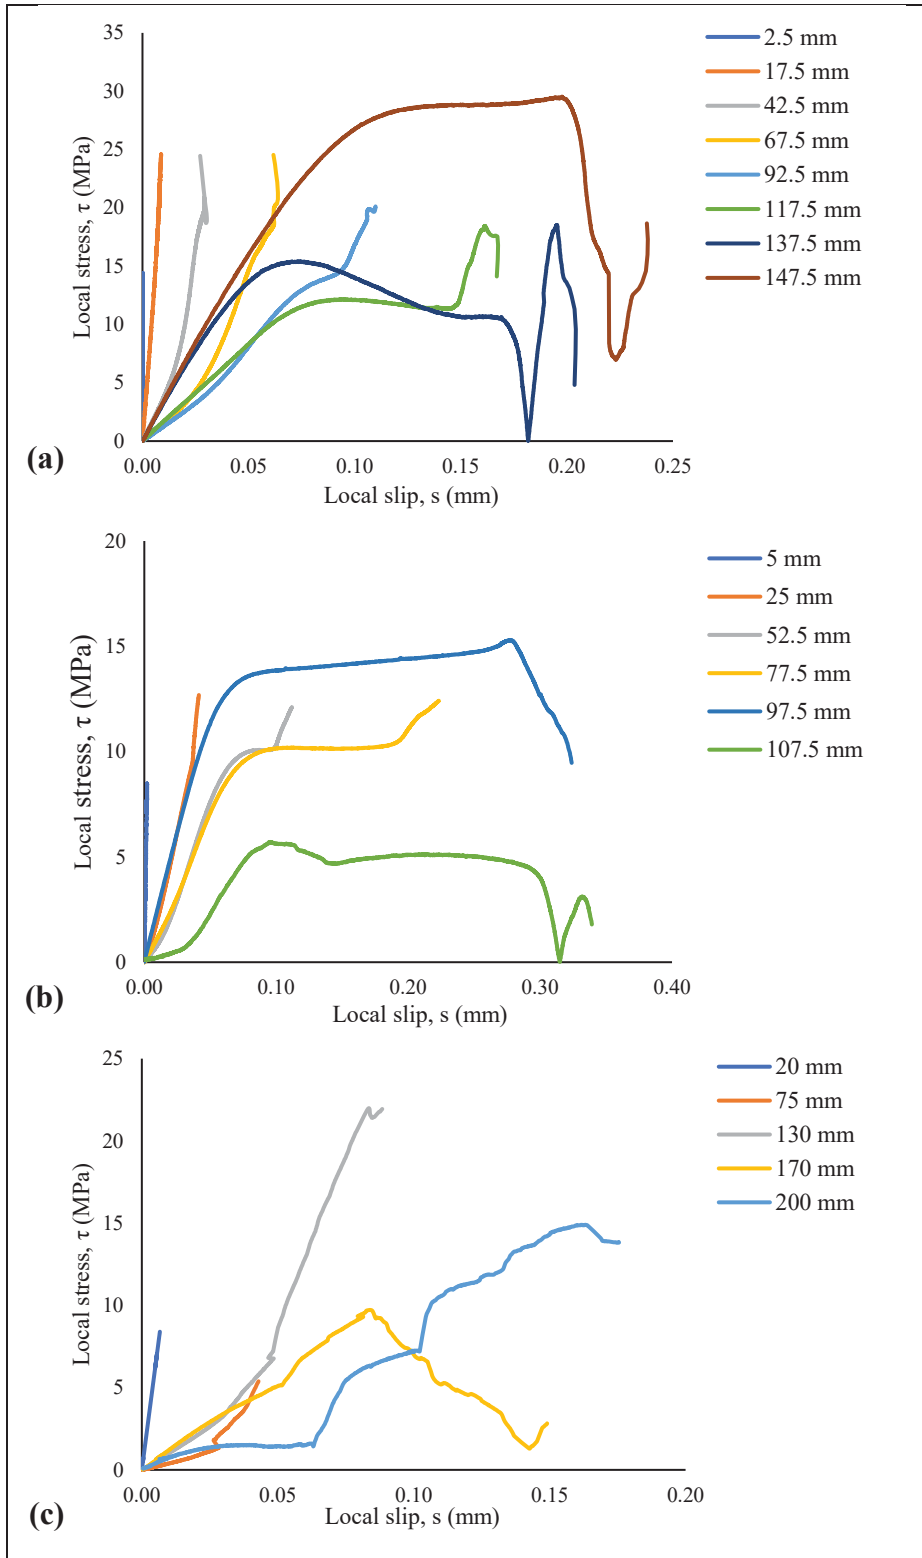 35
30
25
20
15
10
5
0
0.00 0.05 0.10 0.15 0.20 0.25
Local stress, τ (MPa)
Local slip, s (mm)
2.5 mm
17.5 mm
42.5 mm
67.5 mm
92.5 mm
117.5 mm
137.5 mm
147.5 mm
(a)
20
15
10
5
0
0.00 0.10 0.20 0.30 0.40
Local stress, τ (MPa)
Local slip, s (mm)
5 mm
25 mm
52.5 mm
77.5 mm
97.5 mm
107.5 mm
(b)
25
20
15
10
5
0
0.00 0.05 0.10 0.15 0.20
Local stress, τ (MPa)
Local slip, s (mm)
20 mm
75 mm
130 mm
170 mm
200 mm
(c)